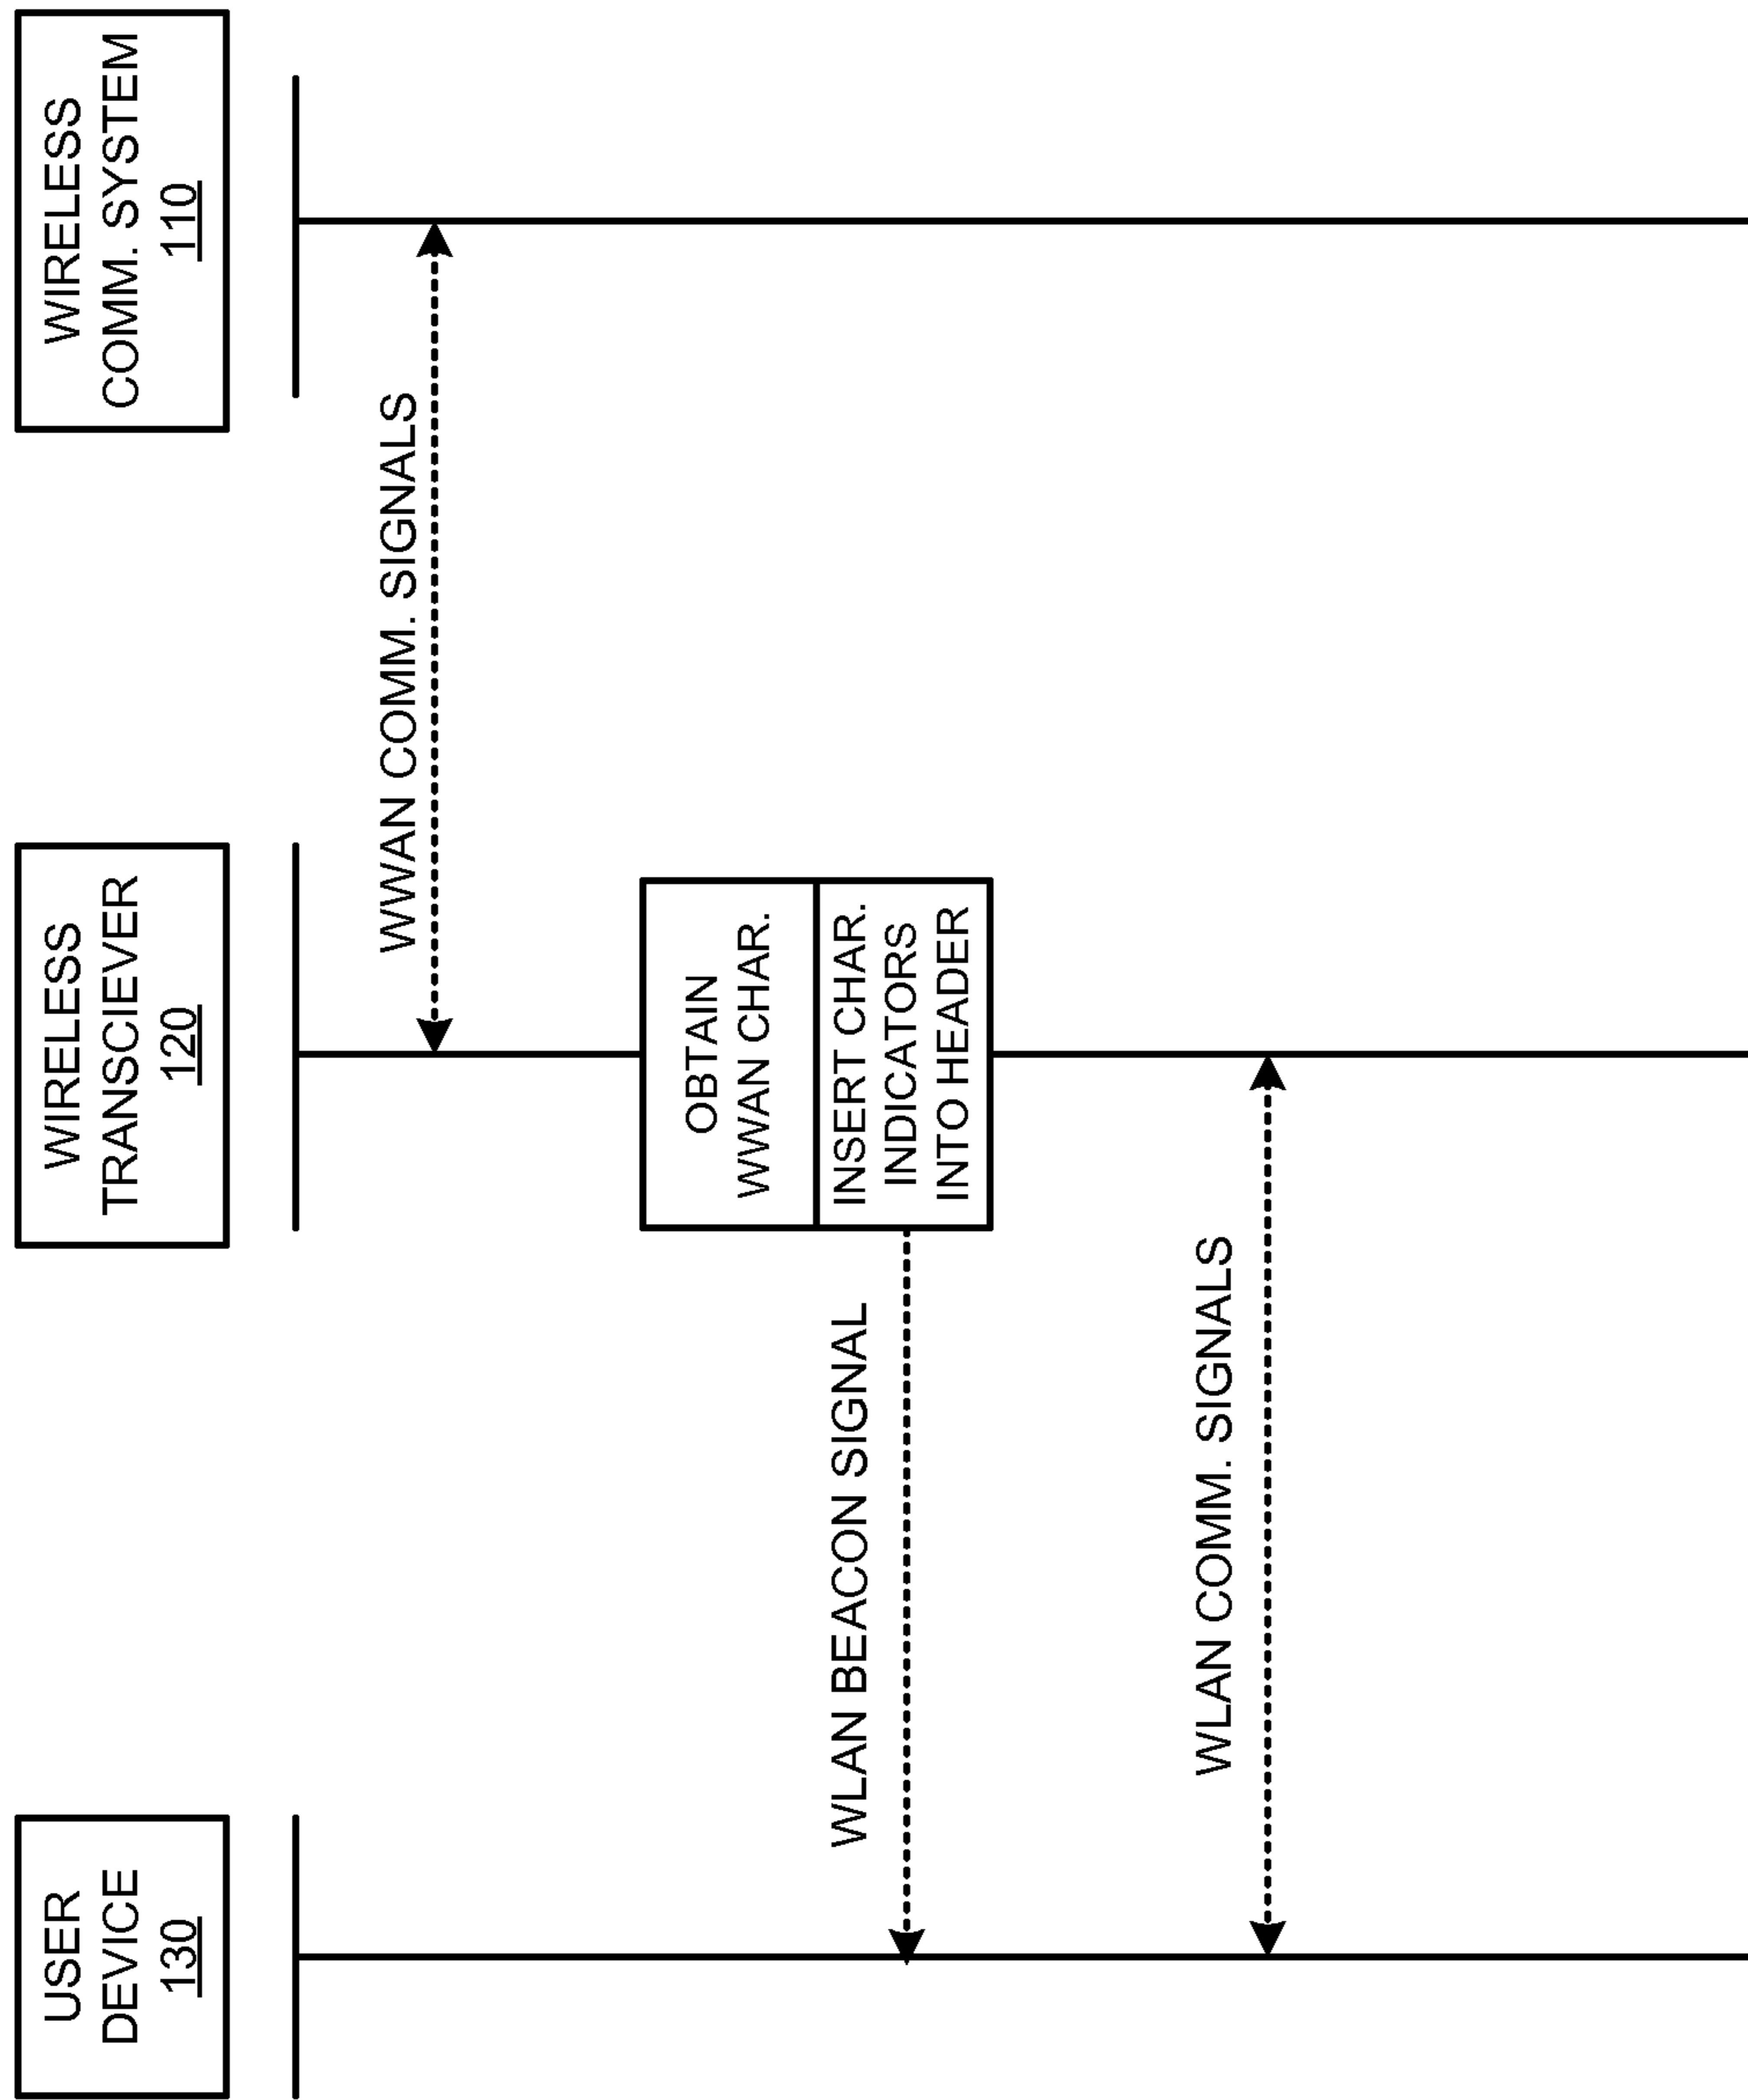 USER
DEVICE
130
WIRELESS
TRANSCIEVER
120
WIRELESS
COMM. SYSTEM
110
WWAN COMM. SIGNALS
OBTAIN
WWAN CHAR.
INSERT CHAR.
INDICATORS
INTO HEADER
WLAN BEACON SIGNAL
WLAN COMM. SIGNALS